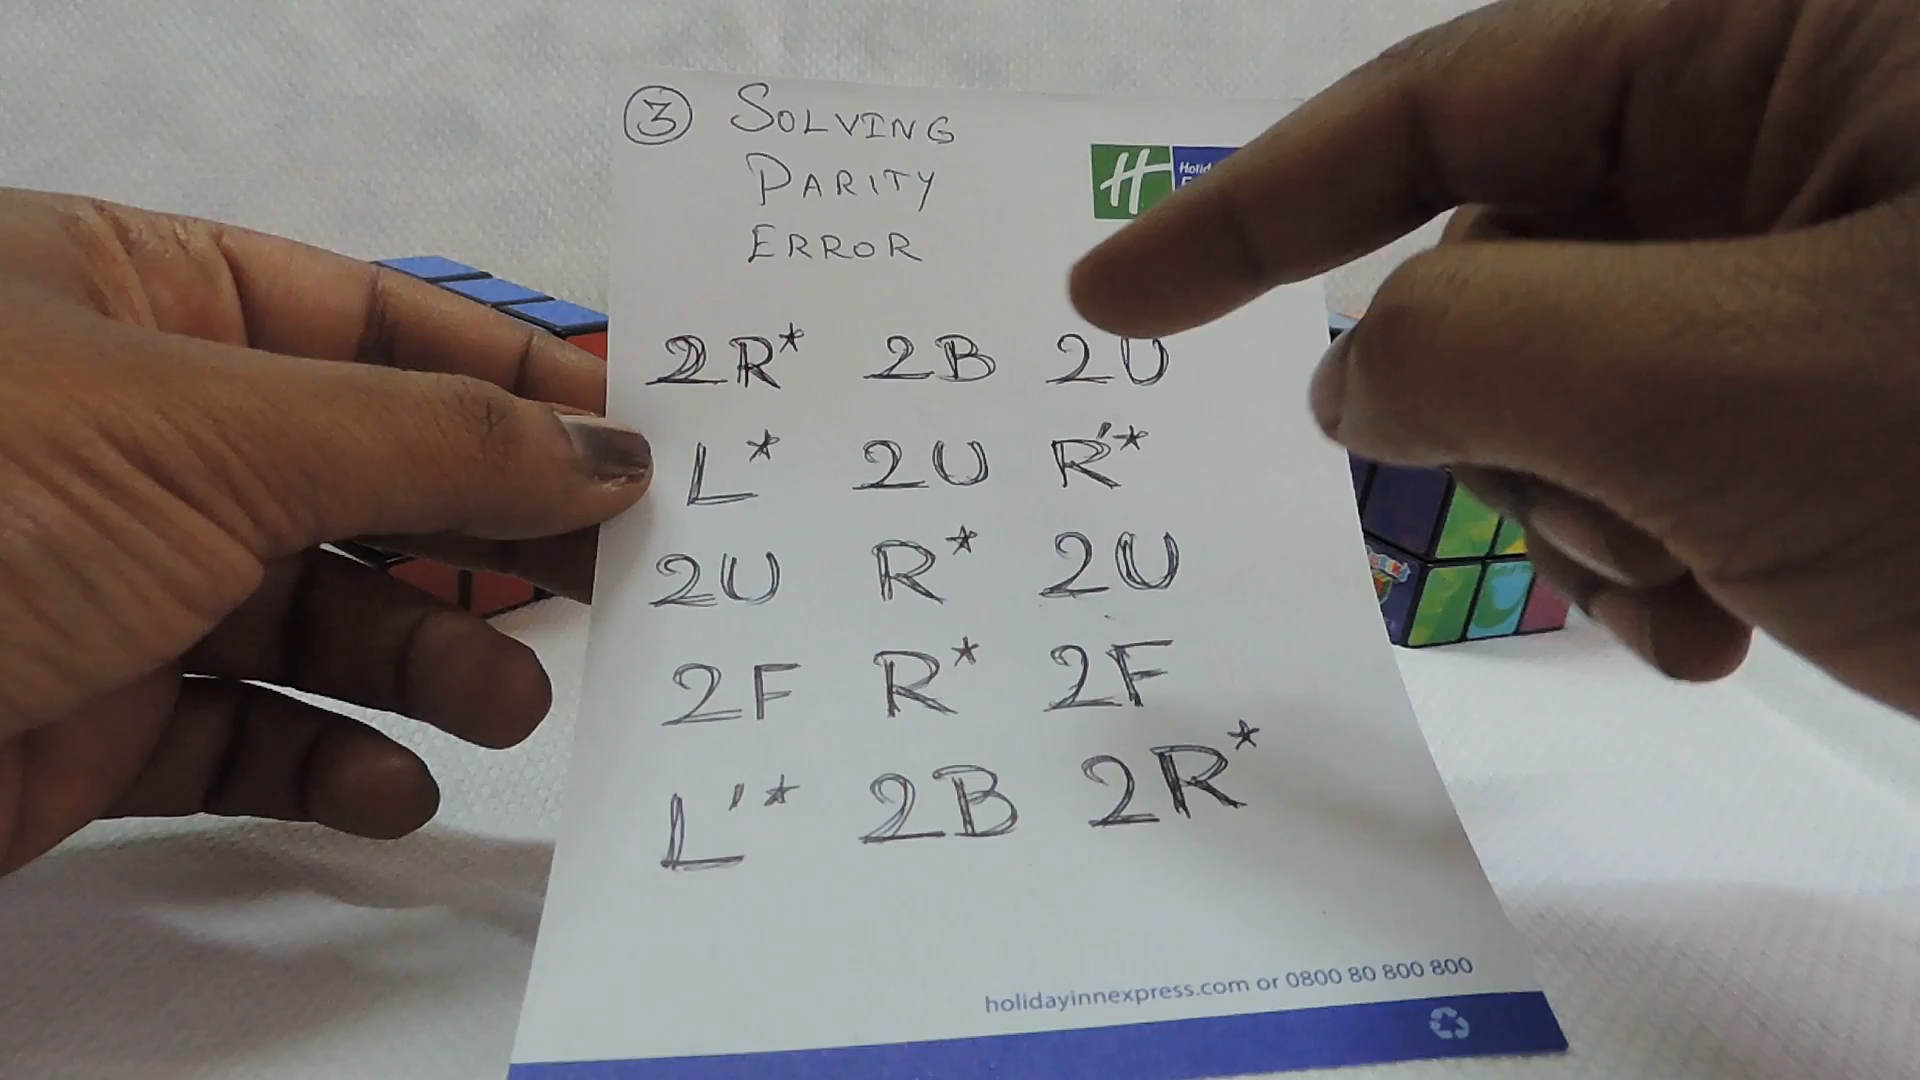 ③ SOLVING
PARITY
ERROR
H
2R* 2B 2U
L* 2U R'*
2U R* 2U
2F R* 2F
L'* 2B 2R*
holidayinnexpress.com or 0800 80 800 800